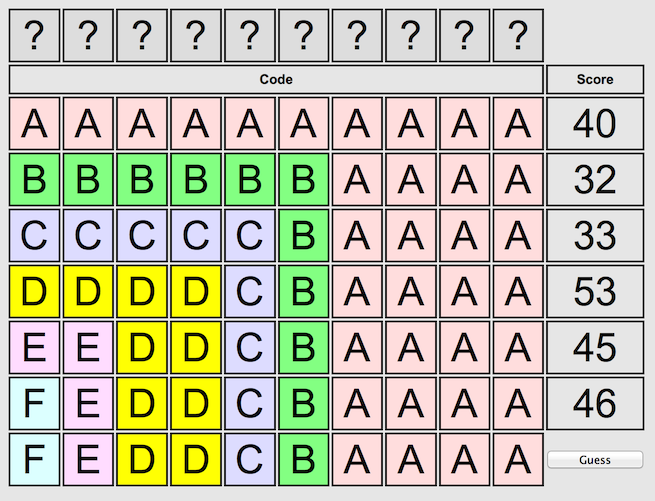 ? ? ? ? ? ? ? ? ? ?
Code Score
A A A A A A A A A A 40
B B B B B B A A A A 32
C C C C C B A A A A 33
D D D D C B A A A A 53
E E D D C B A A A A 45
F E D D C B A A A A 46
F E D D C B A A A A Guess